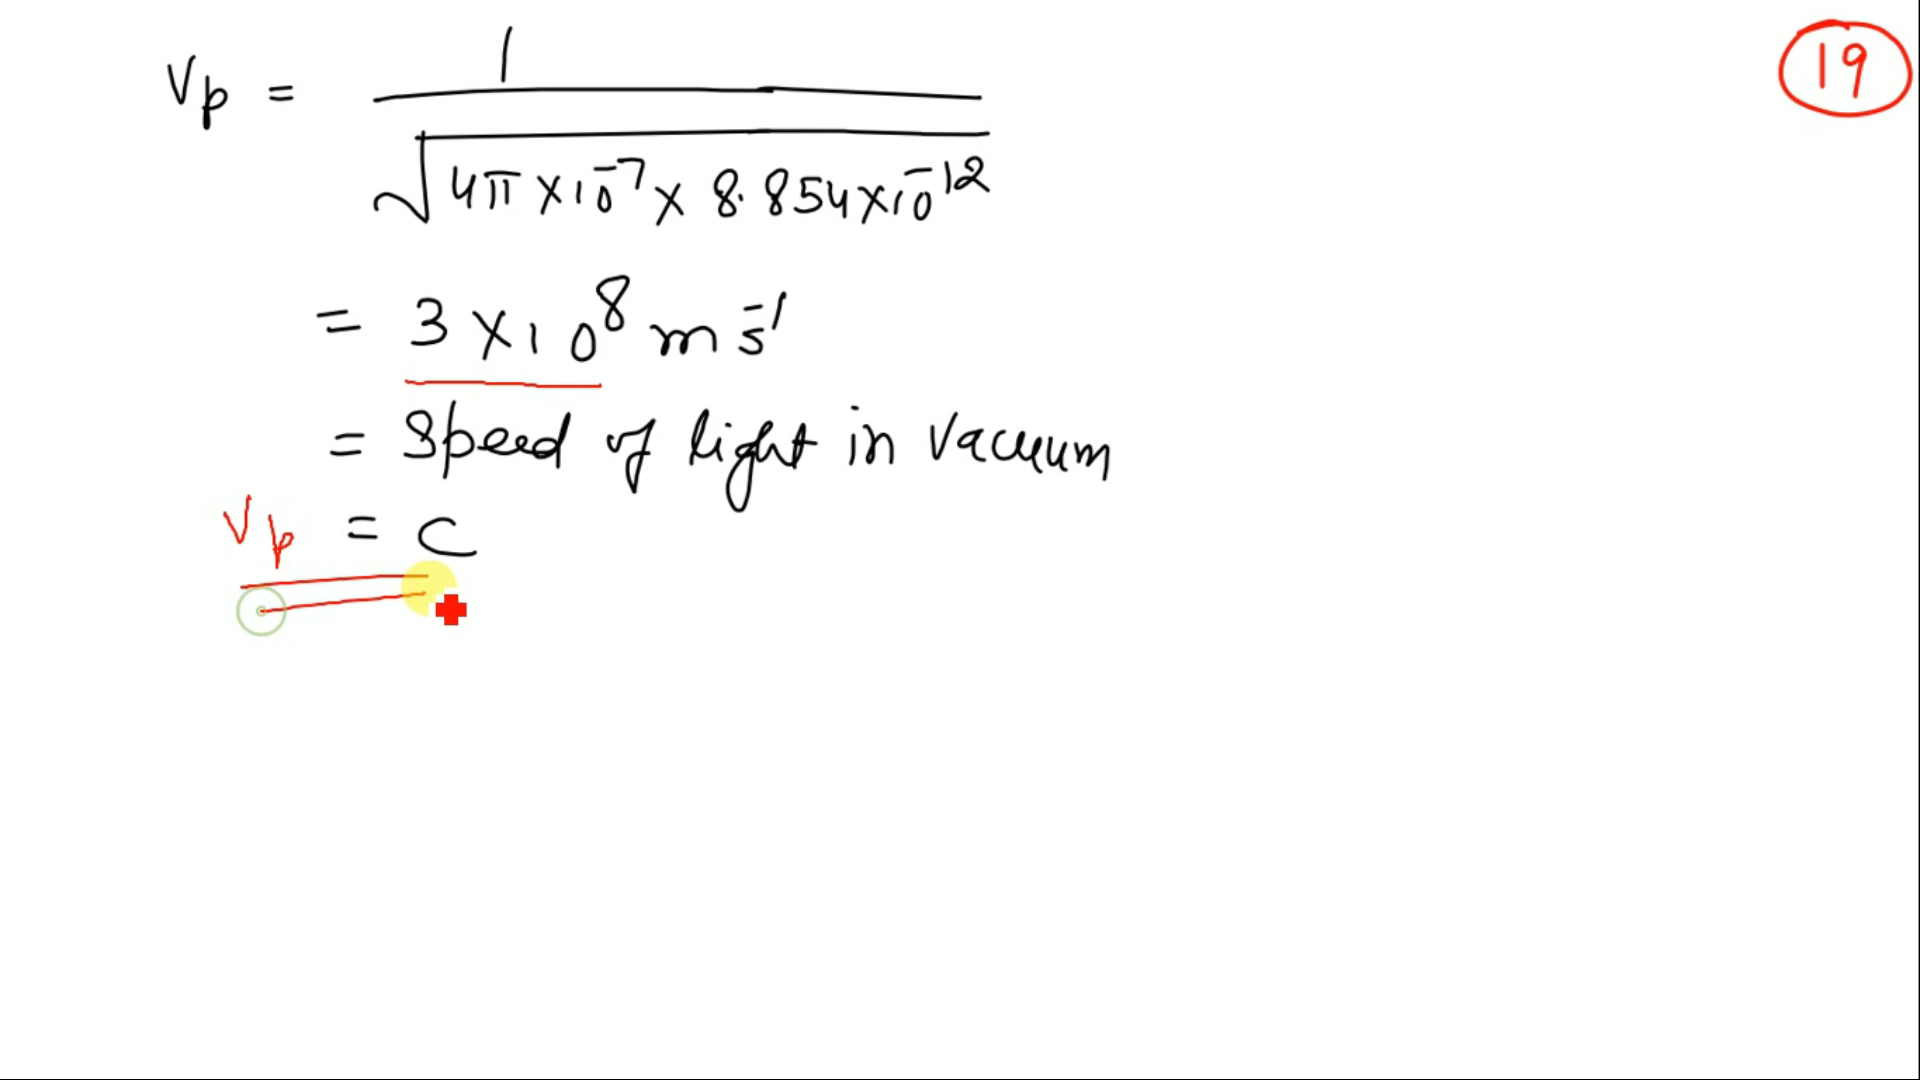 19
Vp = 1 / √4π×10⁻⁷ × 8.854×10⁻¹²
= 3 × 10⁸ m s⁻¹
= Speed of light in Vacuum
Vp = C